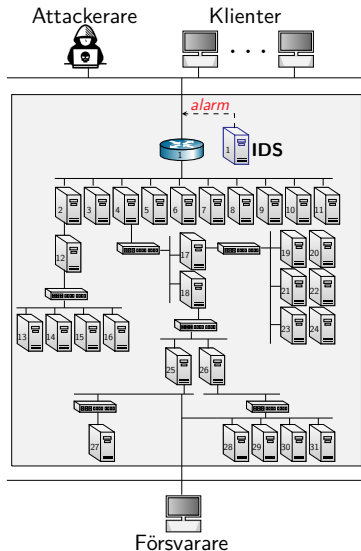 Attackerare Klienter
alarm
1 1 IDS
2 3 4 5 6 7 8 9 10 11
12 17 19 20
18 21 22
13 14 15 16 23 24
25 26
27 28 29 30 31
Försvarare